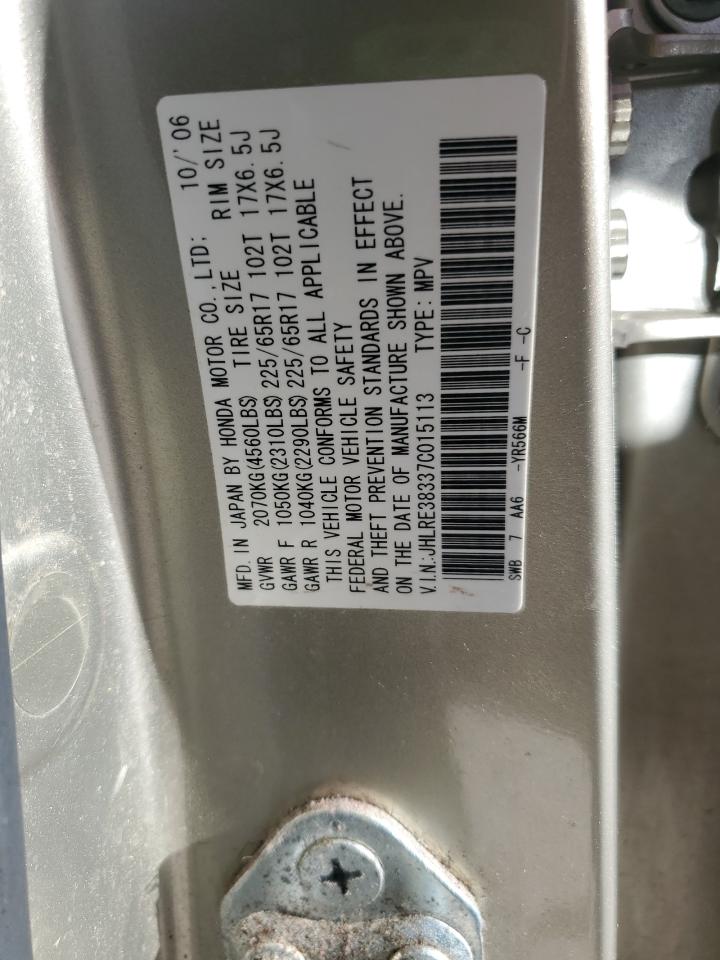 MFD. IN JAPAN BY HONDA MOTOR CO.,LTD: 10/'06
GVWR 2070KG(4560LBS) TIRE SIZE RIM SIZE
GAWR F 1050KG(2310LBS) 225/65R17 102T 17X6.5J
GAWR R 1040KG(2290LBS) 225/65R17 102T 17X6.5J
THIS VEHICLE CONFORMS TO ALL APPLICABLE
FEDERAL MOTOR VEHICLE SAFETY
AND THEFT PREVENTION STANDARDS IN EFFECT
ON THE DATE OF MANUFACTURE SHOWN ABOVE.
V.I.N.:JHLRE38337C015113 TYPE: MPV
SWB 7 AA6 -YR566M -F -C